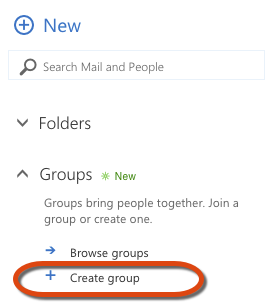 New
Search Mail and People
Folders
Groups New
Groups bring people together. Join a
group or create one.
Browse groups
Create group